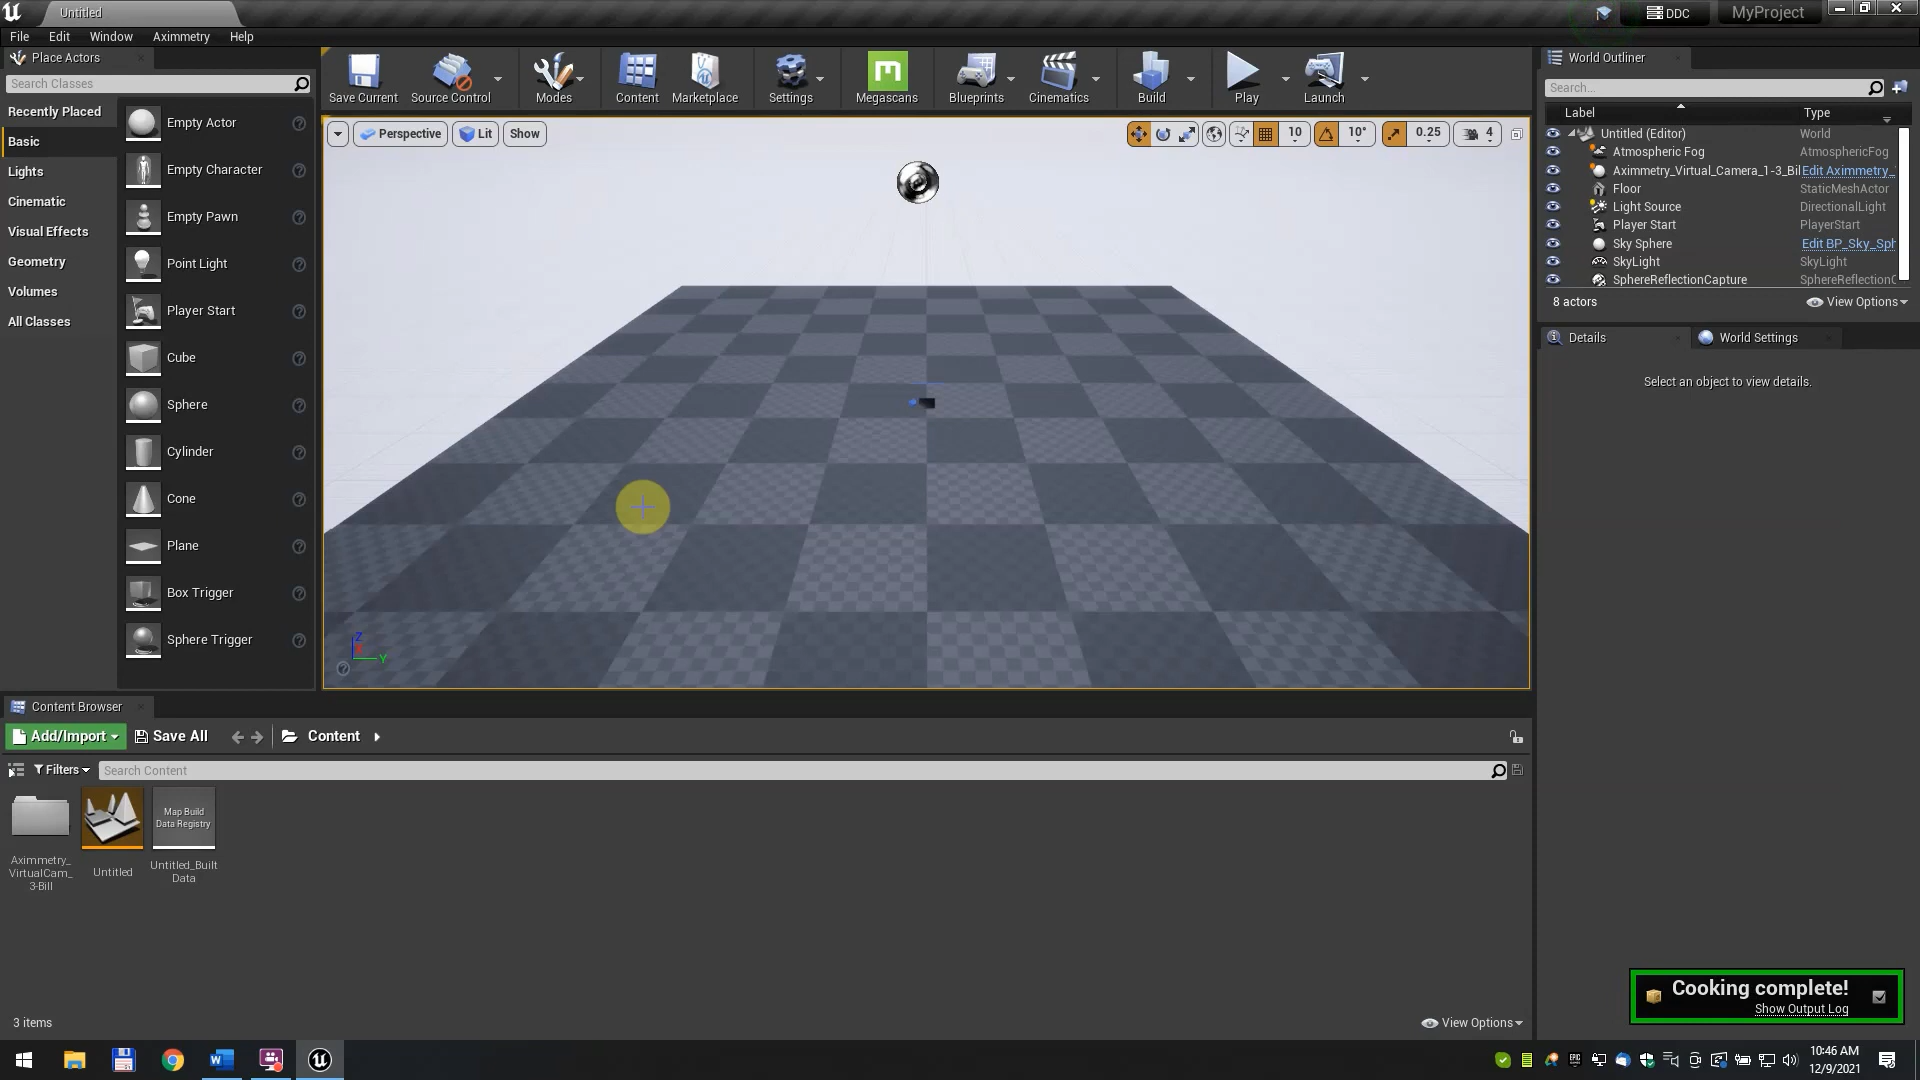 Untitled
DDC
MyProject
File
Edit
Window
Aximmetry
Help
Place Actors
Search Classes
Recently Placed
Basic
Lights
Cinematic
Visual Effects
Geometry
Volumes
All Classes
Empty Actor
Empty Character
Empty Pawn
Point Light
Player Start
Cube
Sphere
Cylinder
Cone
Plane
Box Trigger
Sphere Trigger
Save Current
Source Control
Modes
Content
Marketplace
Settings
Megascans
Blueprints
Cinematics
Build
Play
Launch
Perspective
Lit
Show
10
10°
0.25
4
Z
Y
World Outliner
Search...
Label
Type
Untitled (Editor)
World
Atmospheric Fog
AtmosphericFog
Aximmetry_Virtual_Camera_1-3_Bil
Edit Aximmetry_
Floor
StaticMeshActor
Light Source
DirectionalLight
Player Start
PlayerStart
Sky Sphere
Edit BP_Sky_Sph
SkyLight
SkyLight
SphereReflectionCapture
SphereReflectionC
8 actors
View Options
Details
World Settings
Select an object to view details.
Content Browser
Add/Import
Save All
Content
Filters
Search Content
Map Build
Data Registry
Aximmetry_
VirtualCam_
3-Bill
Untitled
Untitled_Built
Data
3 items
View Options
Cooking complete!
Show Output Log
10:46 AM
12/9/2021